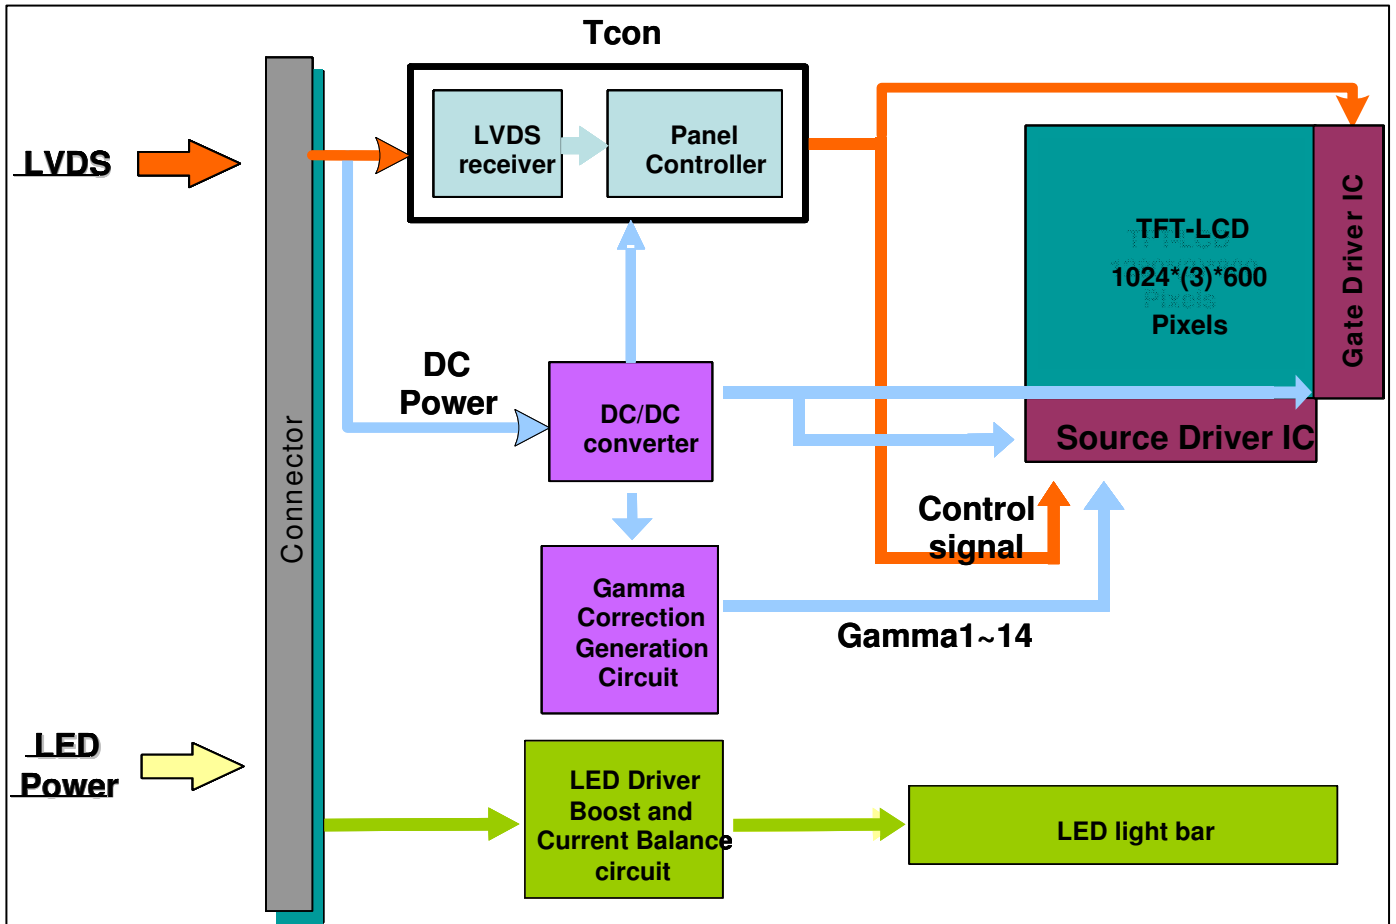 Tcon
LVDS
LVDS
receiver
Panel
Controller
TFT-LCD
1024*(3)*600
Pixels
Gate Driver IC
DC
Power
DC/DC
converter
Source Driver IC
Connector
Control
signal
Gamma
Correction
Generation
Circuit
Gamma1~14
LED
Power
LED Driver
Boost and
Current Balance
circuit
LED light bar